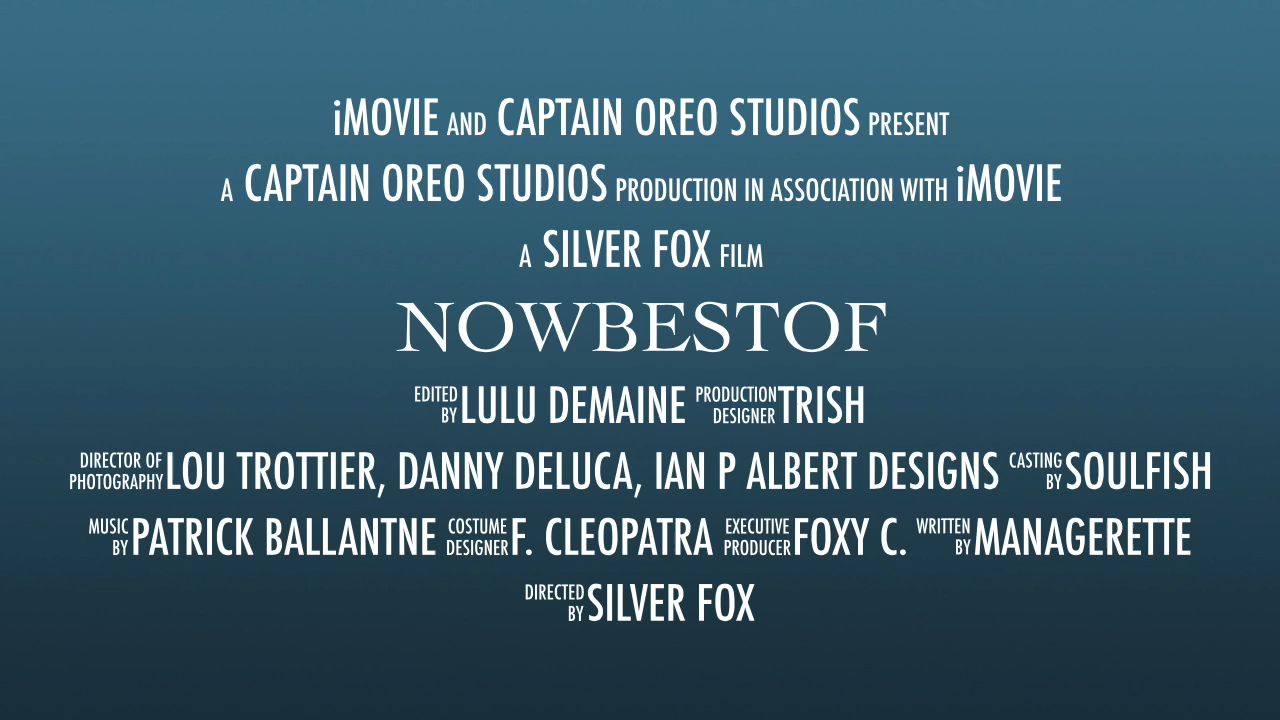 iMOVIE AND CAPTAIN OREO STUDIOS PRESENT
A CAPTAIN OREO STUDIOS PRODUCTION IN ASSOCIATION WITH iMOVIE
A SILVER FOX FILM
NOWBESTOF
EDITED BY LULU DEMAINE PRODUCTION DESIGNER TRISH
DIRECTOR OF PHOTOGRAPHY LOU TROTTIER, DANNY DELUCA, IAN P ALBERT DESIGNS CASTING BY SOULFISH
MUSIC BY PATRICK BALLANTNE COSTUME DESIGNER F. CLEOPATRA EXECUTIVE PRODUCER FOXY C. WRITTEN BY MANAGERETTE
DIRECTED BY SILVER FOX